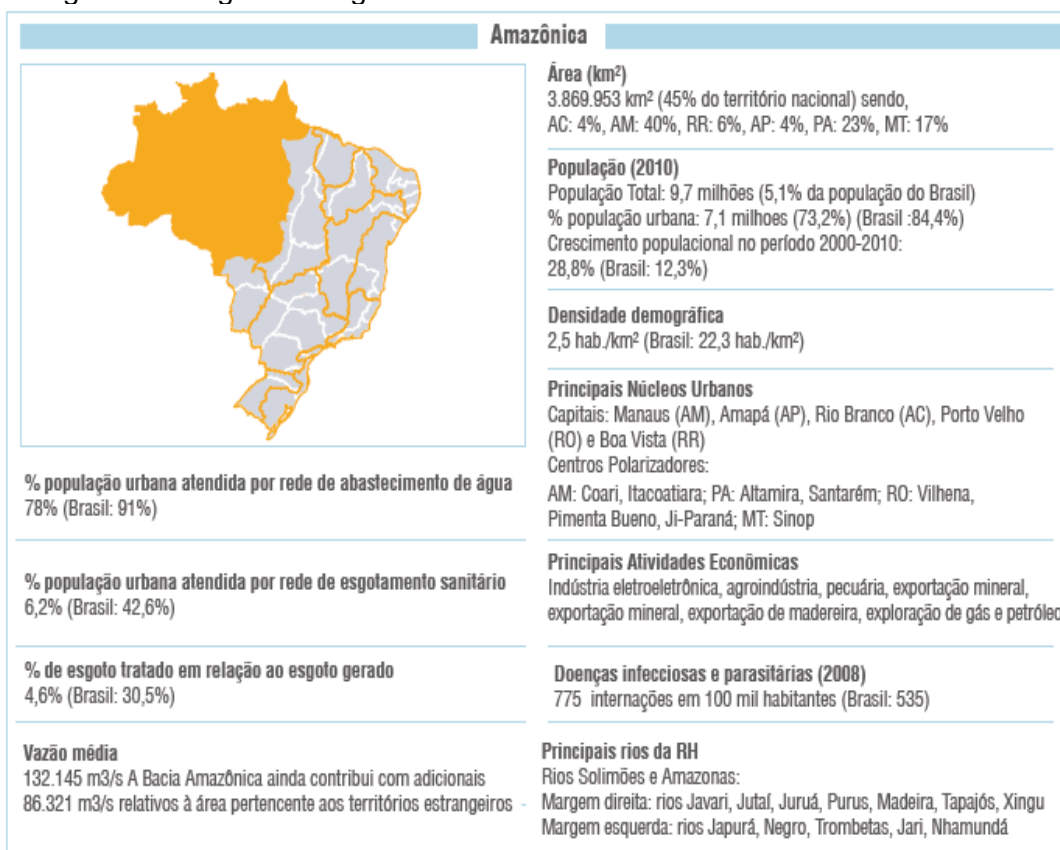 Amazônica
Área (km²)
3.869.953 km² (45% do território nacional) sendo,
AC: 4%, AM: 40%, RR: 6%, AP: 4%, PA: 23%, MT: 17%
População (2010)
População Total: 9,7 milhões (5,1% da população do Brasil)
% população urbana: 7,1 milhoes (73,2%) (Brasil :84,4%)
Crescimento populacional no período 2000-2010:
28,8% (Brasil: 12,3%)
Densidade demográfica
2,5 hab./km² (Brasil: 22,3 hab./km²)
Principais Núcleos Urbanos
Capitais: Manaus (AM), Amapá (AP), Rio Branco (AC), Porto Velho
(RO) e Boa Vista (RR)
Centros Polarizadores:
AM: Coari, Itacoatiara; PA: Altamira, Santarém; RO: Vilhena,
Pimenta Bueno, Ji-Paraná; MT: Sinop
% população urbana atendida por rede de abastecimento de água
78% (Brasil: 91%)
Principais Atividades Econômicas
Indústria eletroeletrônica, agroindústria, pecuária, exportação mineral,
exportação mineral, exportação de madereira, exploração de gás e petróleo
% população urbana atendida por rede de esgotamento sanitário
6,2% (Brasil: 42,6%)
% de esgoto tratado em relação ao esgoto gerado
4,6% (Brasil: 30,5%)
Doenças infecciosas e parasitárias (2008)
775 internações em 100 mil habitantes (Brasil: 535)
Vazão média
132.145 m3/s A Bacia Amazônica ainda contribui com adicionais
86.321 m3/s relativos à área pertencente aos territórios estrangeiros -
Principais rios da RH
Rios Solimões e Amazonas:
Margem direita: rios Javari, Jutaí, Juruá, Purus, Madeira, Tapajós, Xingu
Margem esquerda: rios Japurá, Negro, Trombetas, Jari, Nhamundá